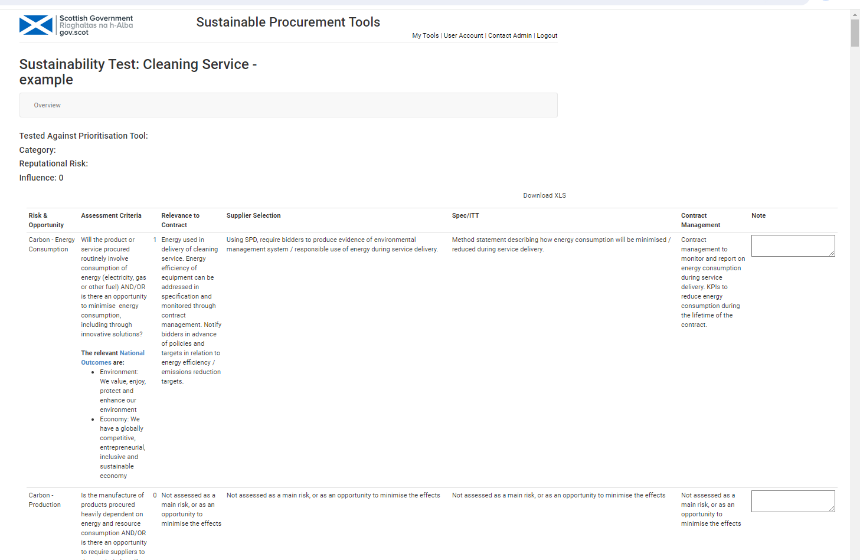 Scottish Government
Riaghaltas na h-Alba
gov.scot
Sustainable Procurement Tools
My Tools | User Account | Contact Admin | Logout
Sustainability Test: Cleaning Service -
example
Overview
Tested Against Prioritisation Tool:
Category:
Reputational Risk:
Influence: 0
Download XLS
Risk &
Opportunity
Assessment Criteria
Relevance to
Contract
Supplier Selection
Spec/ITT
Contract
Management
Note
Carbon - Energy
Consumption
Will the product or
service procured
routinely involve
consumption of
energy (electricity, gas
or other fuel) AND/OR
is there an opportunity
to minimise energy
consumption,
including through
innovative solutions?
The relevant National
Outcomes are:
Environment:
We value, enjoy,
protect and
enhance our
environment
Economy: We
have a globally
competitive,
entrepreneurial,
inclusive and
sustainable
economy
1
Energy used in
delivery of cleaning
service. Energy
efficiency of
equipment can be
addressed in
specification and
monitored through
contract
management. Notify
bidders in advance
of policies and
targets in relation to
energy efficiency /
emissions reduction
targets.
Using SPD, require bidders to produce evidence of environmental
management system / responsible use of energy during service delivery.
Method statement describing how energy consumption will be minimised /
reduced during service delivery.
Contract
management to
monitor and report on
energy consumption
during service
delivery. KPIs to
reduce energy
consumption during
the lifetime of the
contract.
Carbon -
Production
Is the manufacture of
products procured
heavily dependent on
energy and resource
consumption AND/OR
is there an opportunity
to require suppliers to
0
Not assessed as a
main risk, or as an
opportunity to
minimise the effects
Not assessed as a main risk, or as an opportunity to minimise the effects
Not assessed as a main risk, or as an opportunity to minimise the effects
Not assessed as a
main risk, or as an
opportunity to
minimise the effects